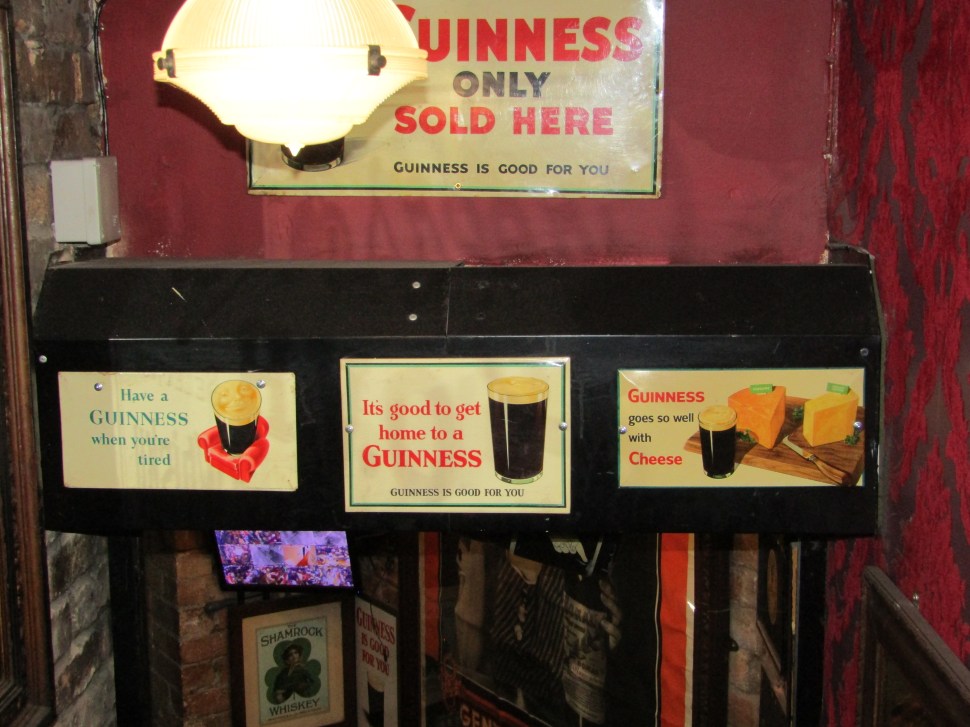 GUINNESS
ONLY
SOLD HERE
GUINNESS IS GOOD FOR YOU
Have a
GUINNESS
when you're
tired
It's good to get
home to a
GUINNESS
GUINNESS IS GOOD FOR YOU
GUINNESS
goes so well
with
Cheese
SHAMROCK
WHISKEY
GUINNESS
IS GOOD
FOR YOU